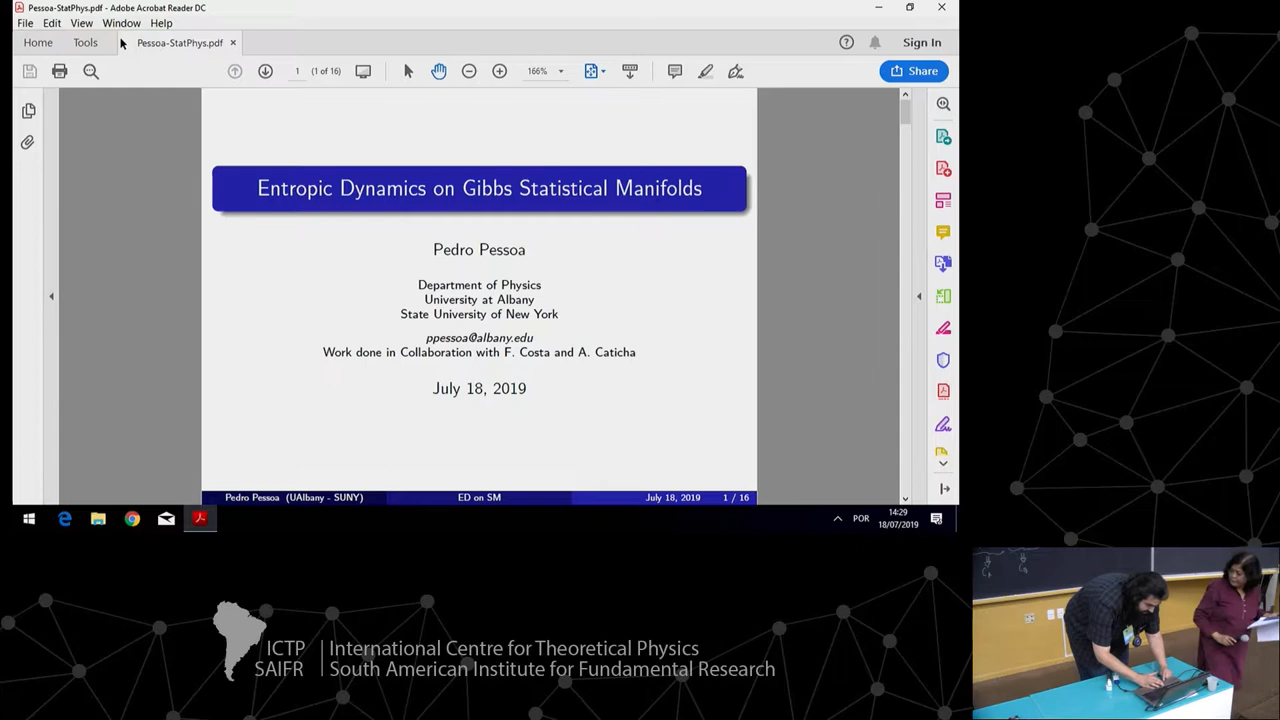 Pessoa-StatPhys.pdf - Adobe Acrobat Reader DC
File Edit View Window Help
Home Tools Pessoa-StatPhys.pdf × Sign In
1 (1 of 16) 166% Share
Entropic Dynamics on Gibbs Statistical Manifolds
Pedro Pessoa
Department of Physics
University at Albany
State University of New York
ppessoa@albany.edu
Work done in Collaboration with F. Costa and A. Caticha
July 18, 2019
Pedro Pessoa (UAlbany - SUNY) ED on SM July 18, 2019 1 / 16
POR 14:29
18/07/2019
ICTP International Centre for Theoretical Physics
SAIFR South American Institute for Fundamental Research